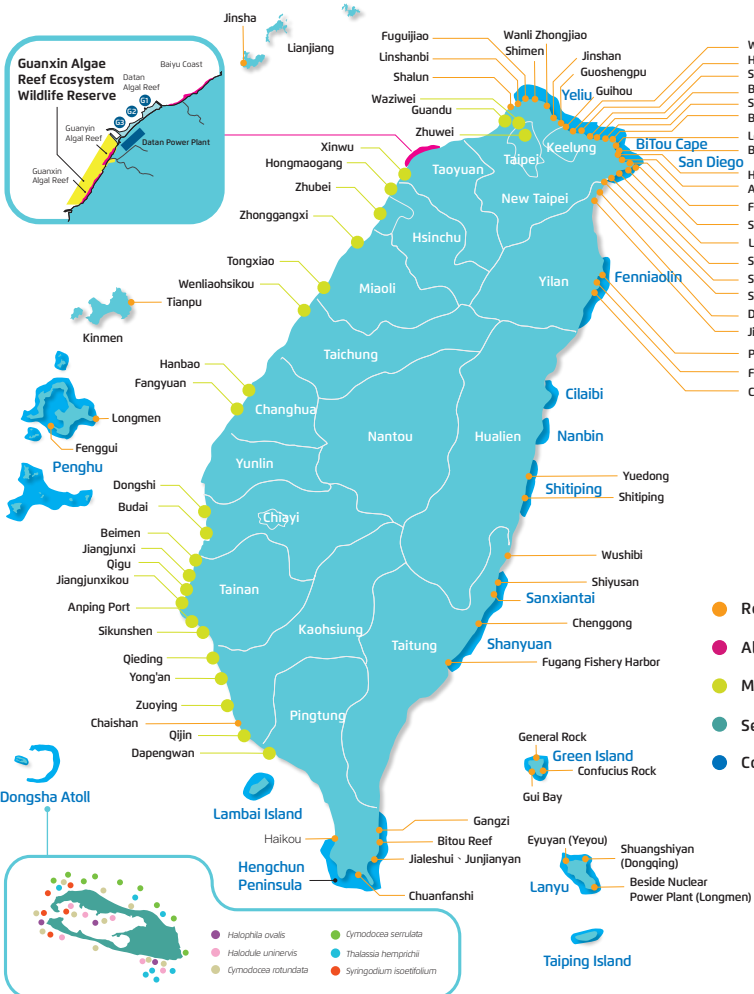 Jinsha
Lianjiang
Guanxin Algae
Reef Ecosystem
Wildlife Reserve
Baiyu Coast
Datan
Algal Reef
G1
G2
G3
Guanyin
Algal Reef
Datan Power Plant
Guanxin
Algal Reef
Fuguijiao
Linshanbi
Shalun
Waziwei
Guandu
Zhuwei
Wanli Zhongjiao
Shimen
Jinshan
Guoshengpu
Guihou
Yeliu
BiTou Cape
San Diego
Xinwu
Hongmaogang
Zhubei
Zhonggangxi
Tongxiao
Wenliaohsikou
Taoyuan
Taipei
Keelung
New Taipei
Hsinchu
Yilan
Fenniaolin
Miaoli
Tianpu
Kinmen
Taichung
Hanbao
Fangyuan
Changhua
Nantou
Hualien
Cilaibi
Nanbin
Longmen
Fenggui
Penghu
Yunlin
Yuedong
Shitiping
Shitiping
Dongshi
Budai
Chiayi
Beimen
Jiangjunxi
Qigu
Jiangjunxikou
Anping Port
Sikunshen
Tainan
Wushibi
Shiyusan
Sanxiantai
Chenggong
Kaohsiung
Taitung
Shanyuan
Fugang Fishery Harbor
Qieding
Yong'an
Zuoying
Chaishan
Qijin
Dapengwan
Pingtung
General Rock
Green Island
Confucius Rock
Gui Bay
Dongsha Atoll
Lambai Island
Haikou
Gangzi
Bitou Reef
Jialeshui、Junjianyan
Hengchun
Peninsula
Chuanfanshi
Eyuyan (Yeyou)
Shuangshiyan
(Dongqing)
Lanyu
Beside Nuclear
Power Plant (Longmen)
Taiping Island
Halophila ovalis
Halodule uninervis
Cymodocea rotundata
Cymodocea serrulata
Thalassia hemprichii
Syringodium isoetifolium